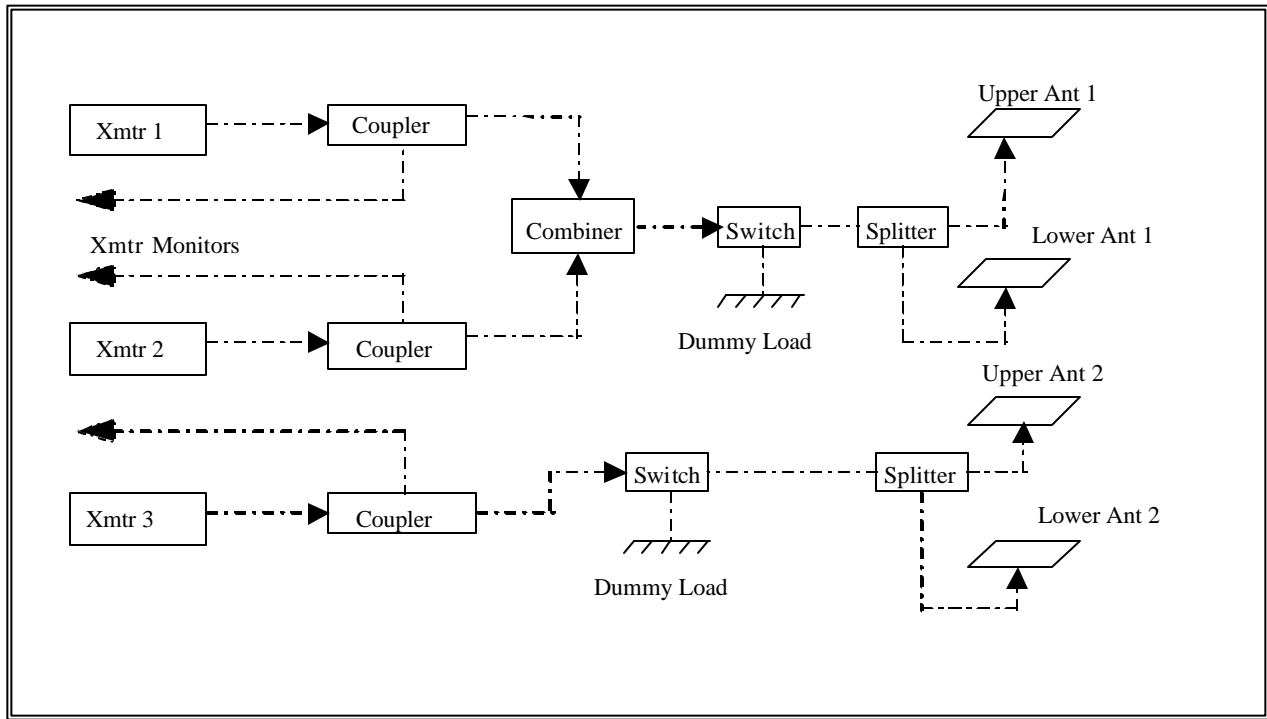 Upper Ant 1
Xmtr 1
Coupler
Combiner
Switch
Splitter
Lower Ant 1
Xmtr Monitors
Dummy Load
Xmtr 2
Coupler
Upper Ant 2
Switch
Splitter
Xmtr 3
Coupler
Lower Ant 2
Dummy Load